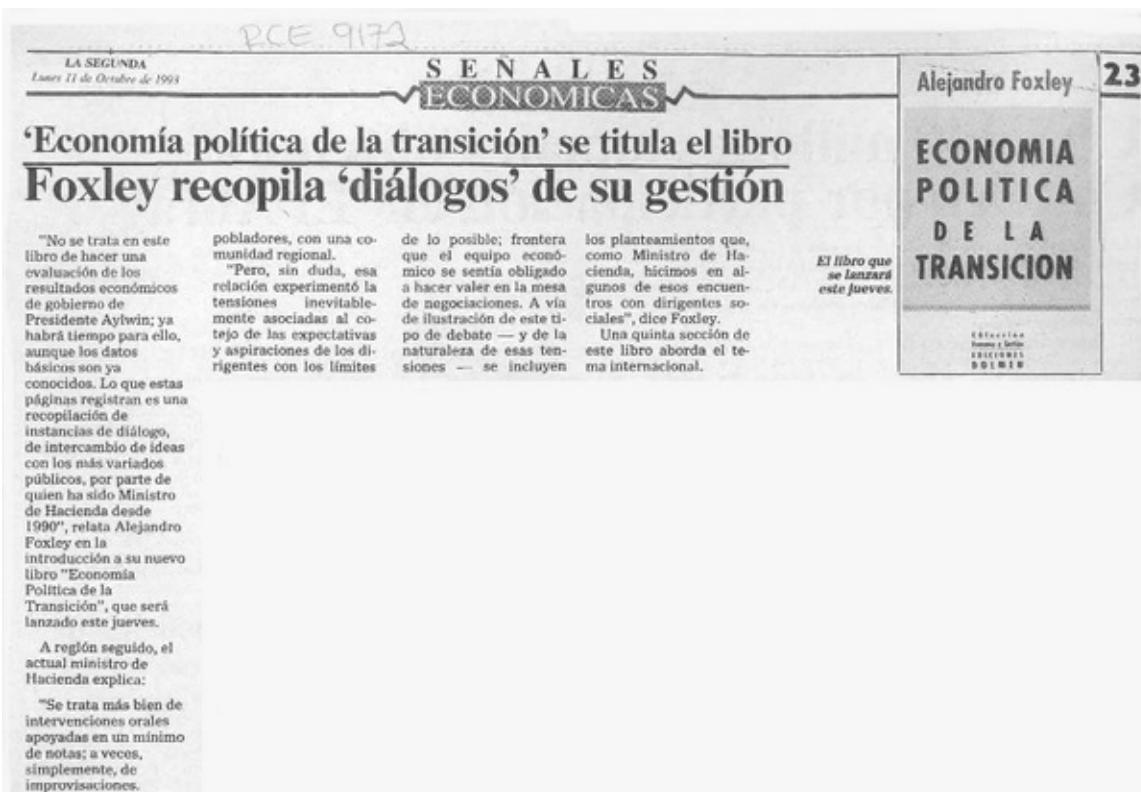 RCE 9172
LA SEGUNDA
Lunes 11 de Octubre de 1993
SEÑALES
ECONOMICAS
23
'Economía política de la transición' se titula el libro
Foxley recopila 'diálogos' de su gestión
"No se trata en este
libro de hacer una
evaluación de los
resultados económicos
de gobierno de
Presidente Aylwin; ya
habrá tiempo para ello,
aunque los datos
básicos son ya
conocidos. Lo que estas
páginas registran es una
recopilación de
instancias de diálogo,
de intercambio de ideas
con los más variados
públicos, por parte de
quien ha sido Ministro
de Hacienda desde
1990", relata Alejandro
Foxley en la
introducción a su nuevo
libro "Economía
Política de la
Transición", que será
lanzado este jueves.
A reglón seguido, el
actual ministro de
Hacienda explica:
"Se trata más bien de
intervenciones orales
apoyadas en un mínimo
de notas; a veces,
simplemente, de
improvisaciones.
pobladores, con una co-
munidad regional.
"Pero, sin duda, esa
relación experimentó la
tensiones inevitable-
mente asociadas al co-
tejo de las expectativas
y aspiraciones de los di-
rigentes con los límites
de lo posible; frontera
que el equipo econó-
mico se sentía obligado
a hacer valer en la mesa
de negociaciones. A vía
de ilustración de este ti-
po de debate — y de la
naturaleza de esas ten-
siones — se incluyen
los planteamientos que,
como Ministro de Ha-
cienda, hicimos en al-
gunos de esos encuen-
tros con dirigentes so-
ciales", dice Foxley.
Una quinta sección de
este libro aborda el te-
ma internacional.
El libro que
se lanzará
este jueves.
Alejandro Foxley
ECONOMIA
POLITICA
DE LA
TRANSICION
Colección
Economía y Gestión
EDICIONES
DOLMEN